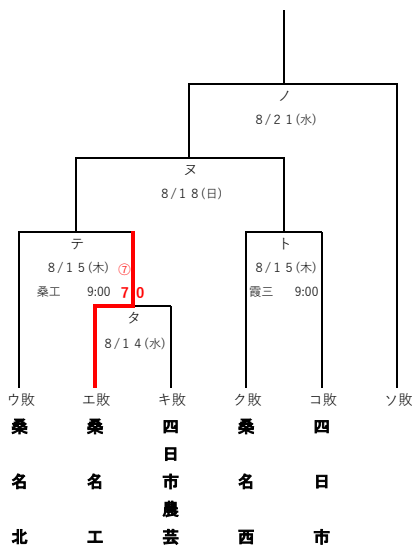 ノ
8/21(水)
ヌ
8/18(日)
テ
ト
8/15(木) ⑦
8/15(木)
桑工 9:00 7 0
霞三 9:00
タ
8/14(水)
ウ敗 エ敗 キ敗 ク敗 コ敗 ソ敗
桑名北
桑名工
四日市農芸
桑名西
四日市